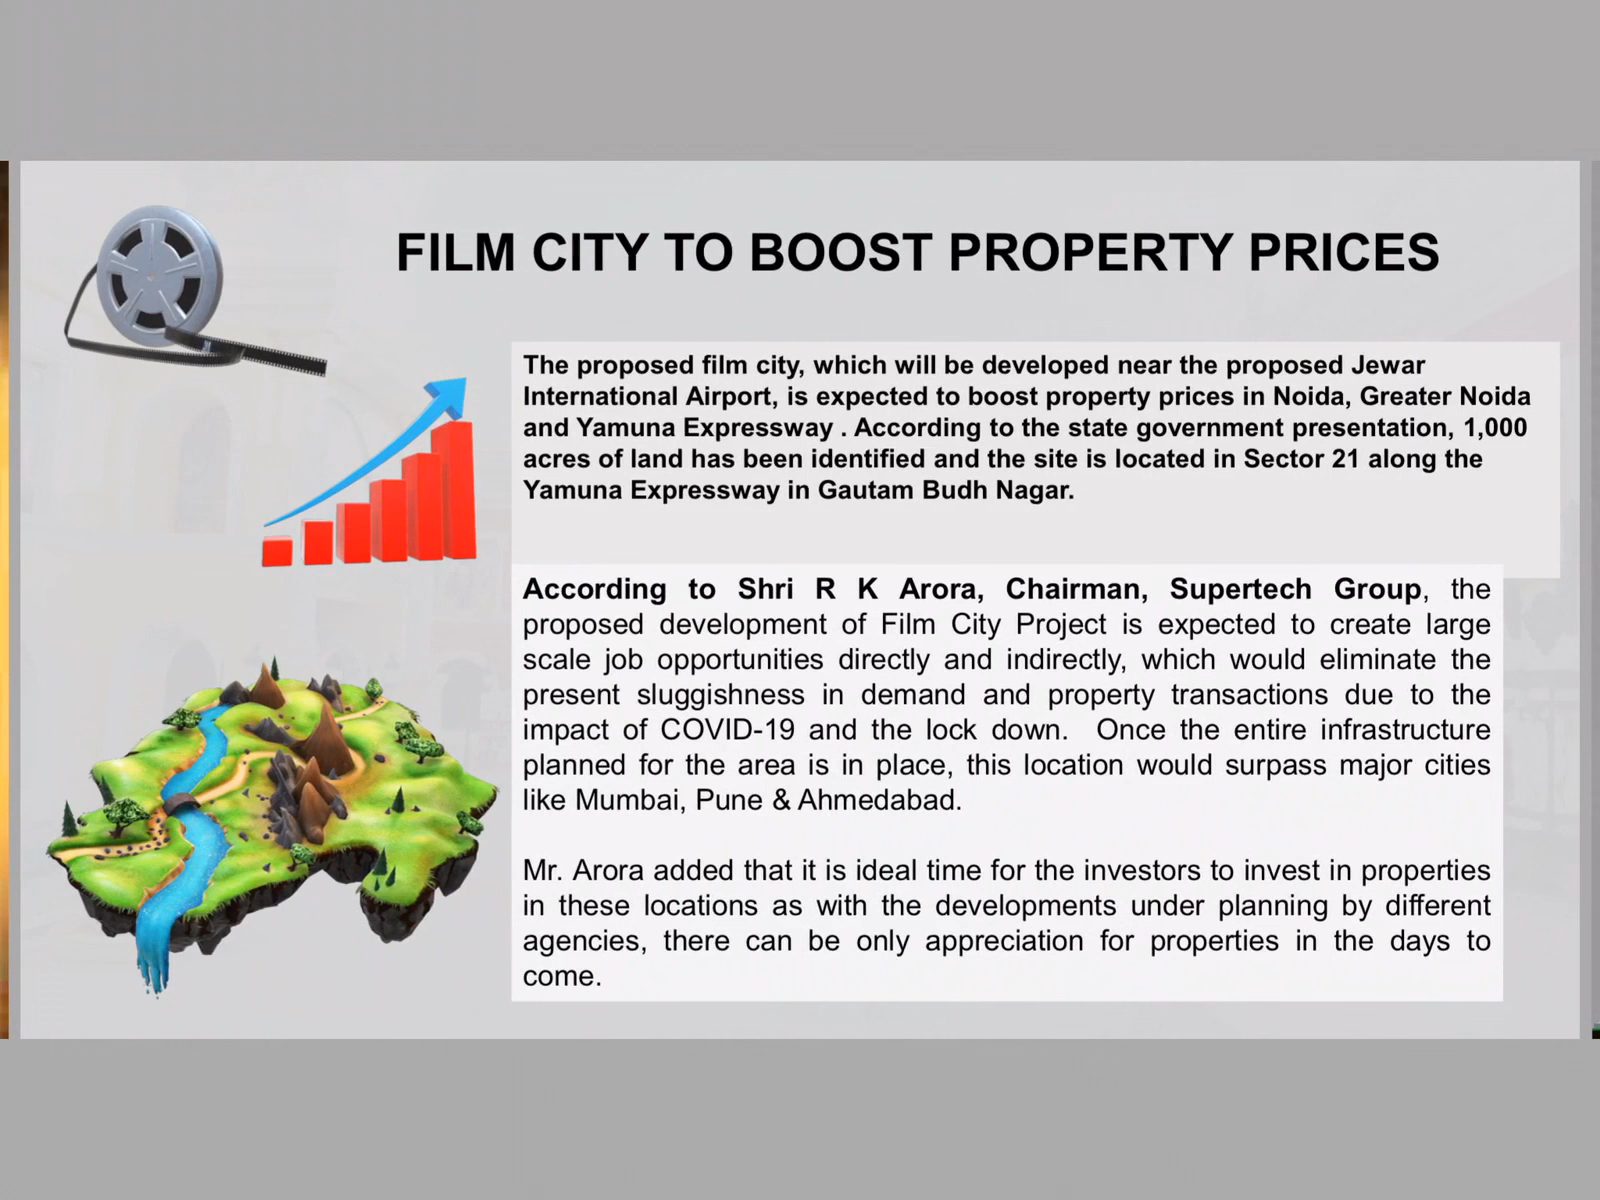 FILM CITY TO BOOST PROPERTY PRICES
The proposed film city, which will be developed near the proposed Jewar
International Airport, is expected to boost property prices in Noida, Greater Noida
and Yamuna Expressway . According to the state government presentation, 1,000
acres of land has been identified and the site is located in Sector 21 along the
Yamuna Expressway in Gautam Budh Nagar.
According to Shri R K Arora, Chairman, Supertech Group, the
proposed development of Film City Project is expected to create large
scale job opportunities directly and indirectly, which would eliminate the
present sluggishness in demand and property transactions due to the
impact of COVID-19 and the lock down. Once the entire infrastructure
planned for the area is in place, this location would surpass major cities
like Mumbai, Pune & Ahmedabad.
Mr. Arora added that it is ideal time for the investors to invest in properties
in these locations as with the developments under planning by different
agencies, there can be only appreciation for properties in the days to
come.